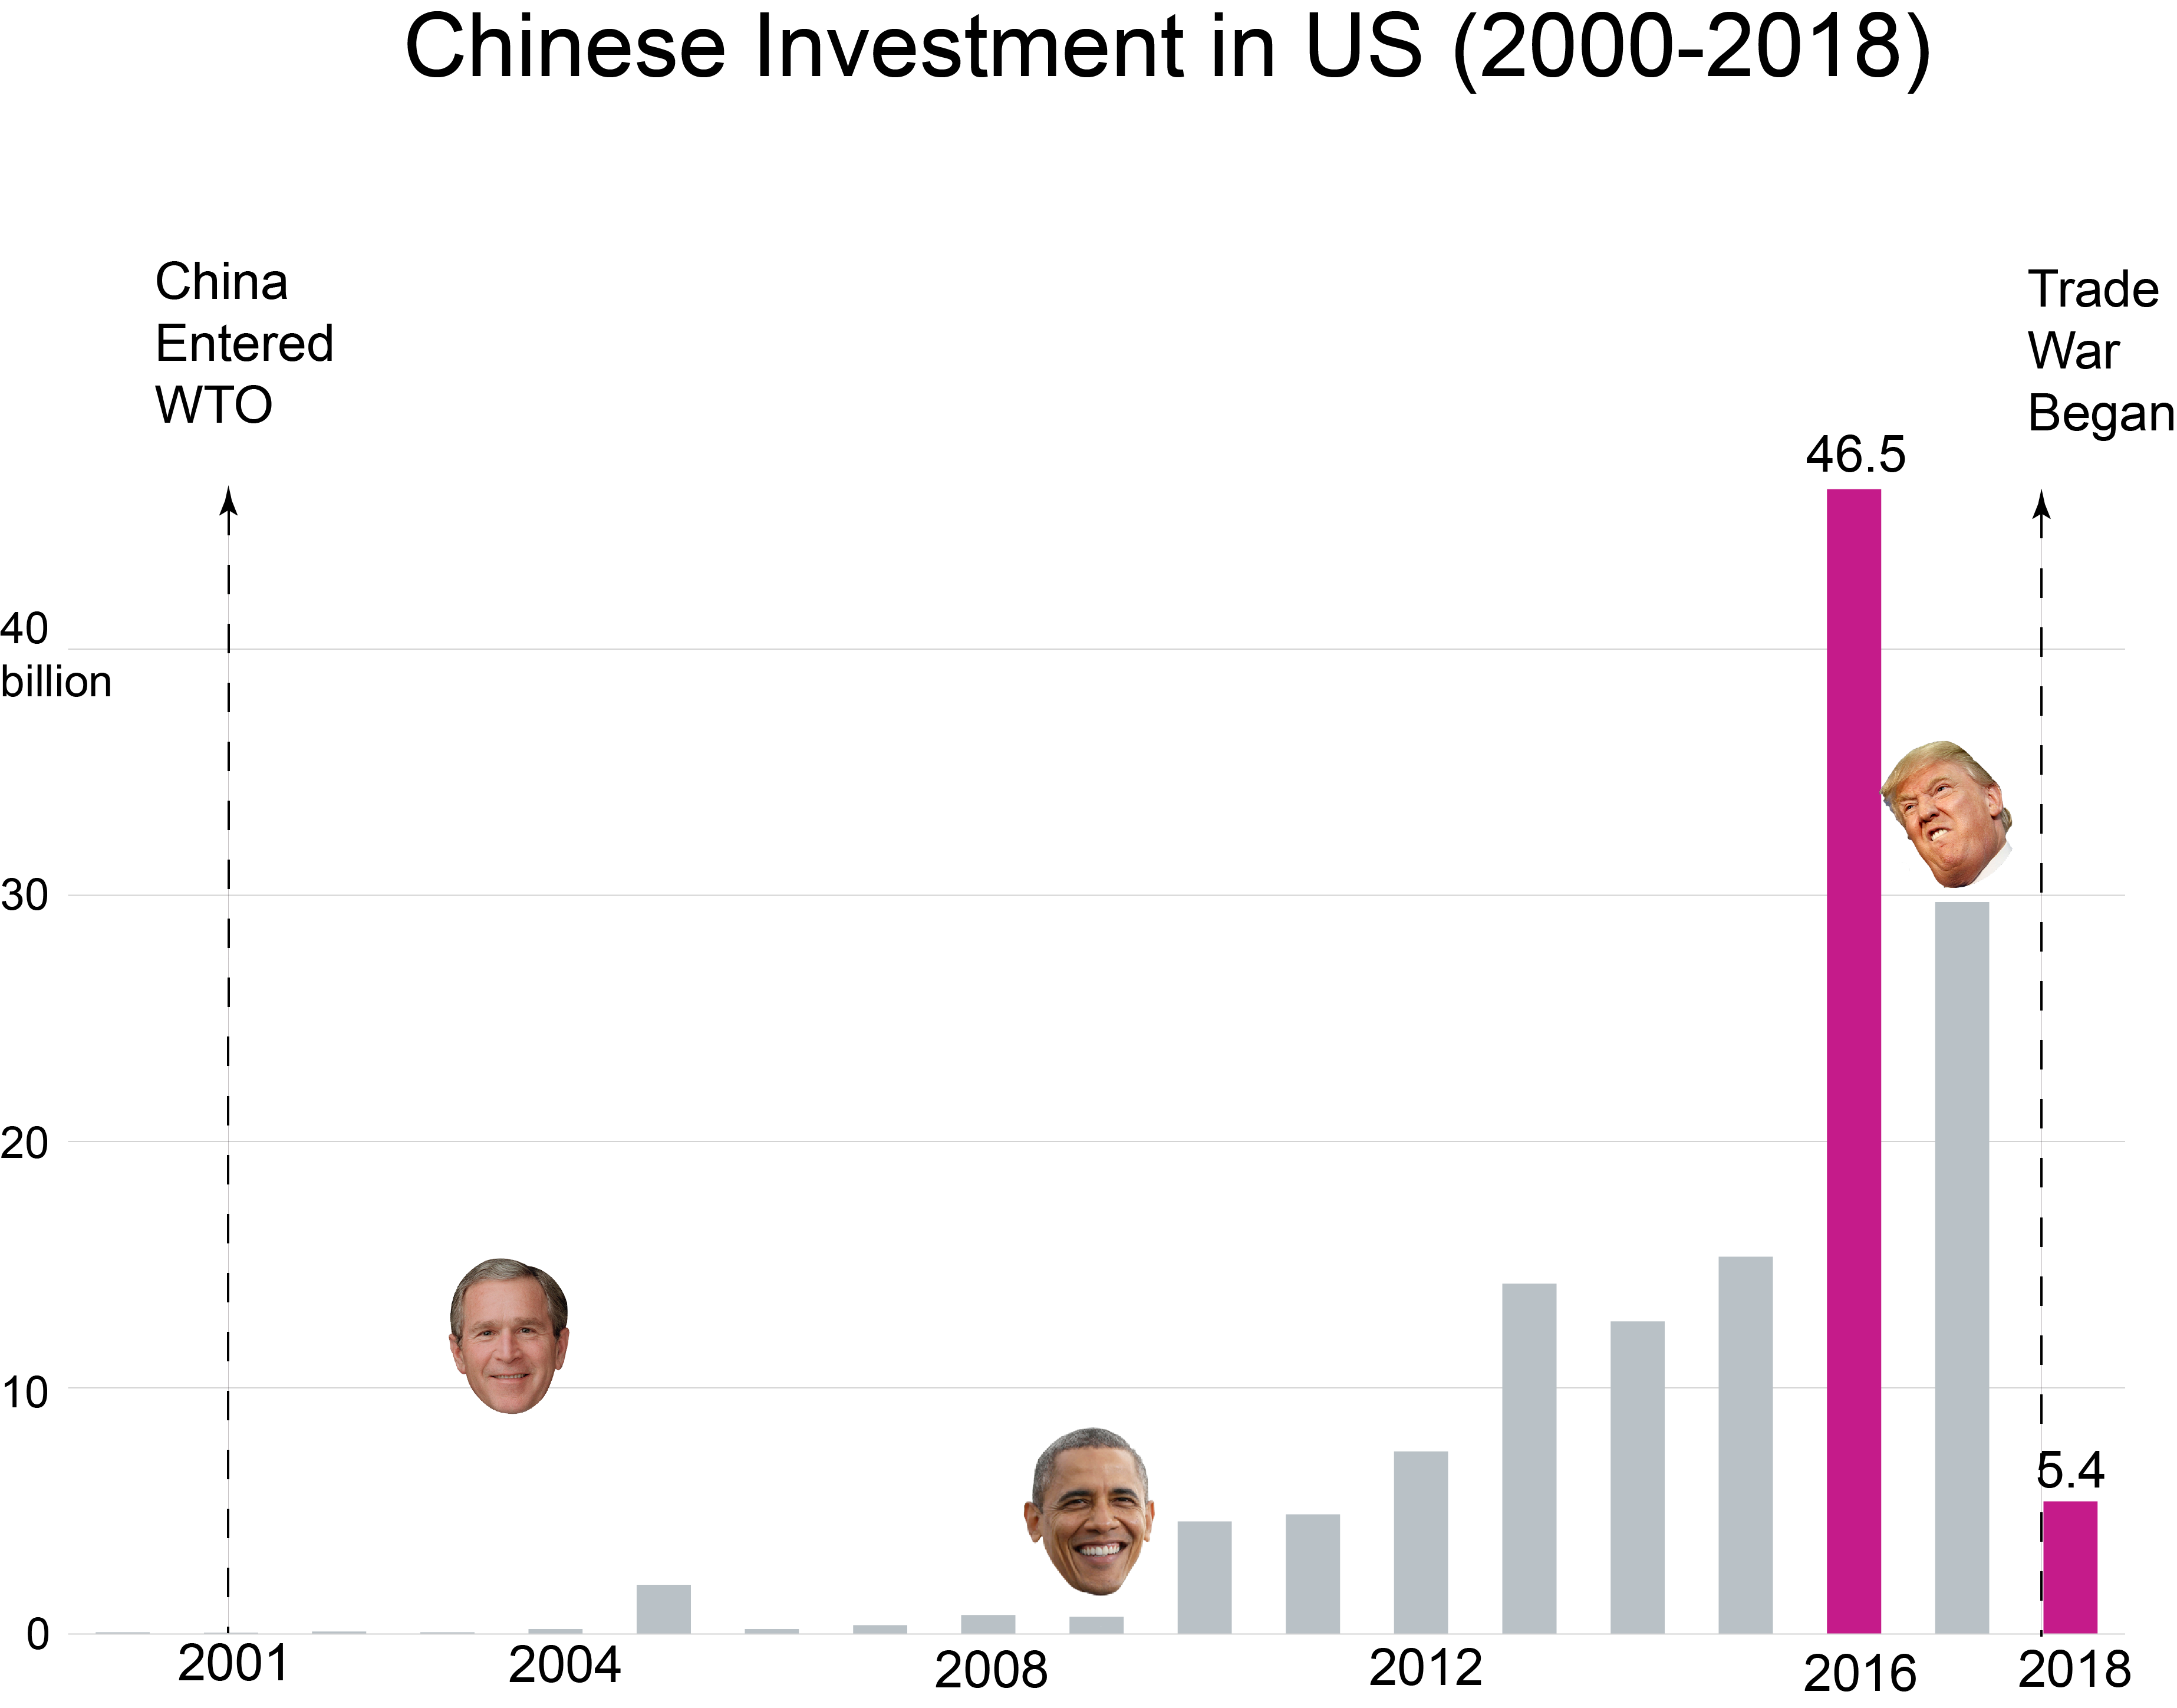 Chinese Investment in US (2000-2018)
China
Entered
WTO
Trade
War
Began
46.5
40
billion
30
20
10
5.4
0
2001
2004
2008
2012
2016
2018